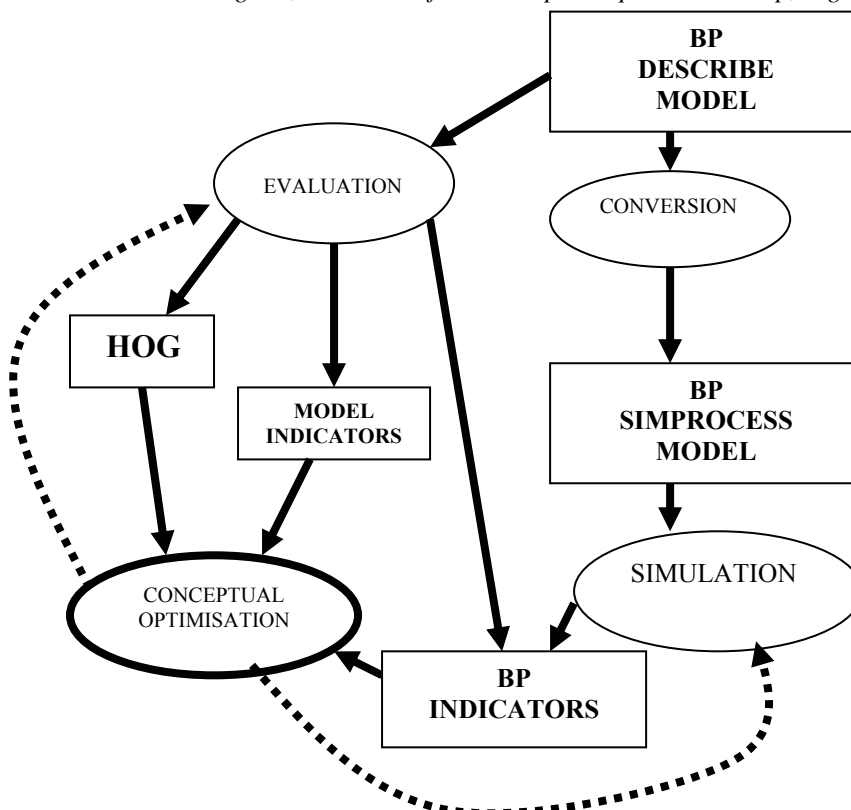 BP
DESCRIBE
MODEL
EVALUATION
CONVERSION
HOG
MODEL
INDICATORS
BP
SIMPROCESS
MODEL
CONCEPTUAL
OPTIMISATION
SIMULATION
BP
INDICATORS